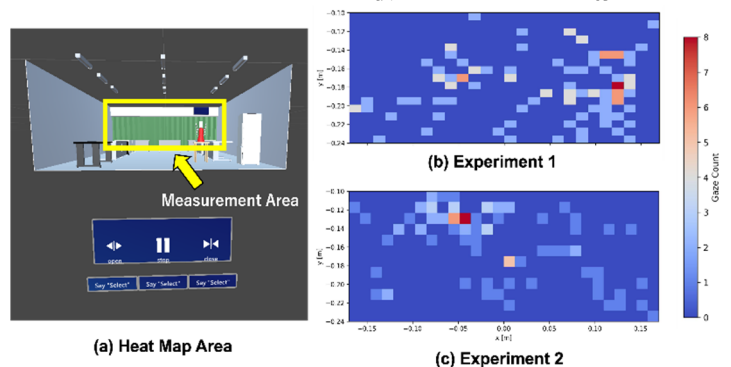 Measurement Area
open
stop
close
Say "Select"
Say "Select"
Say "Select"
(a) Heat Map Area
−0.10
−0.12
−0.14
−0.16
−0.18
−0.20
−0.22
−0.24
y [m]
(b) Experiment 1
−0.10
−0.12
−0.14
−0.16
−0.18
−0.20
−0.22
−0.24
y [m]
−0.15
−0.10
−0.05
0.00
0.05
0.10
0.15
x [m]
(c) Experiment 2
8
7
6
5
4
3
2
1
0
Gaze Count